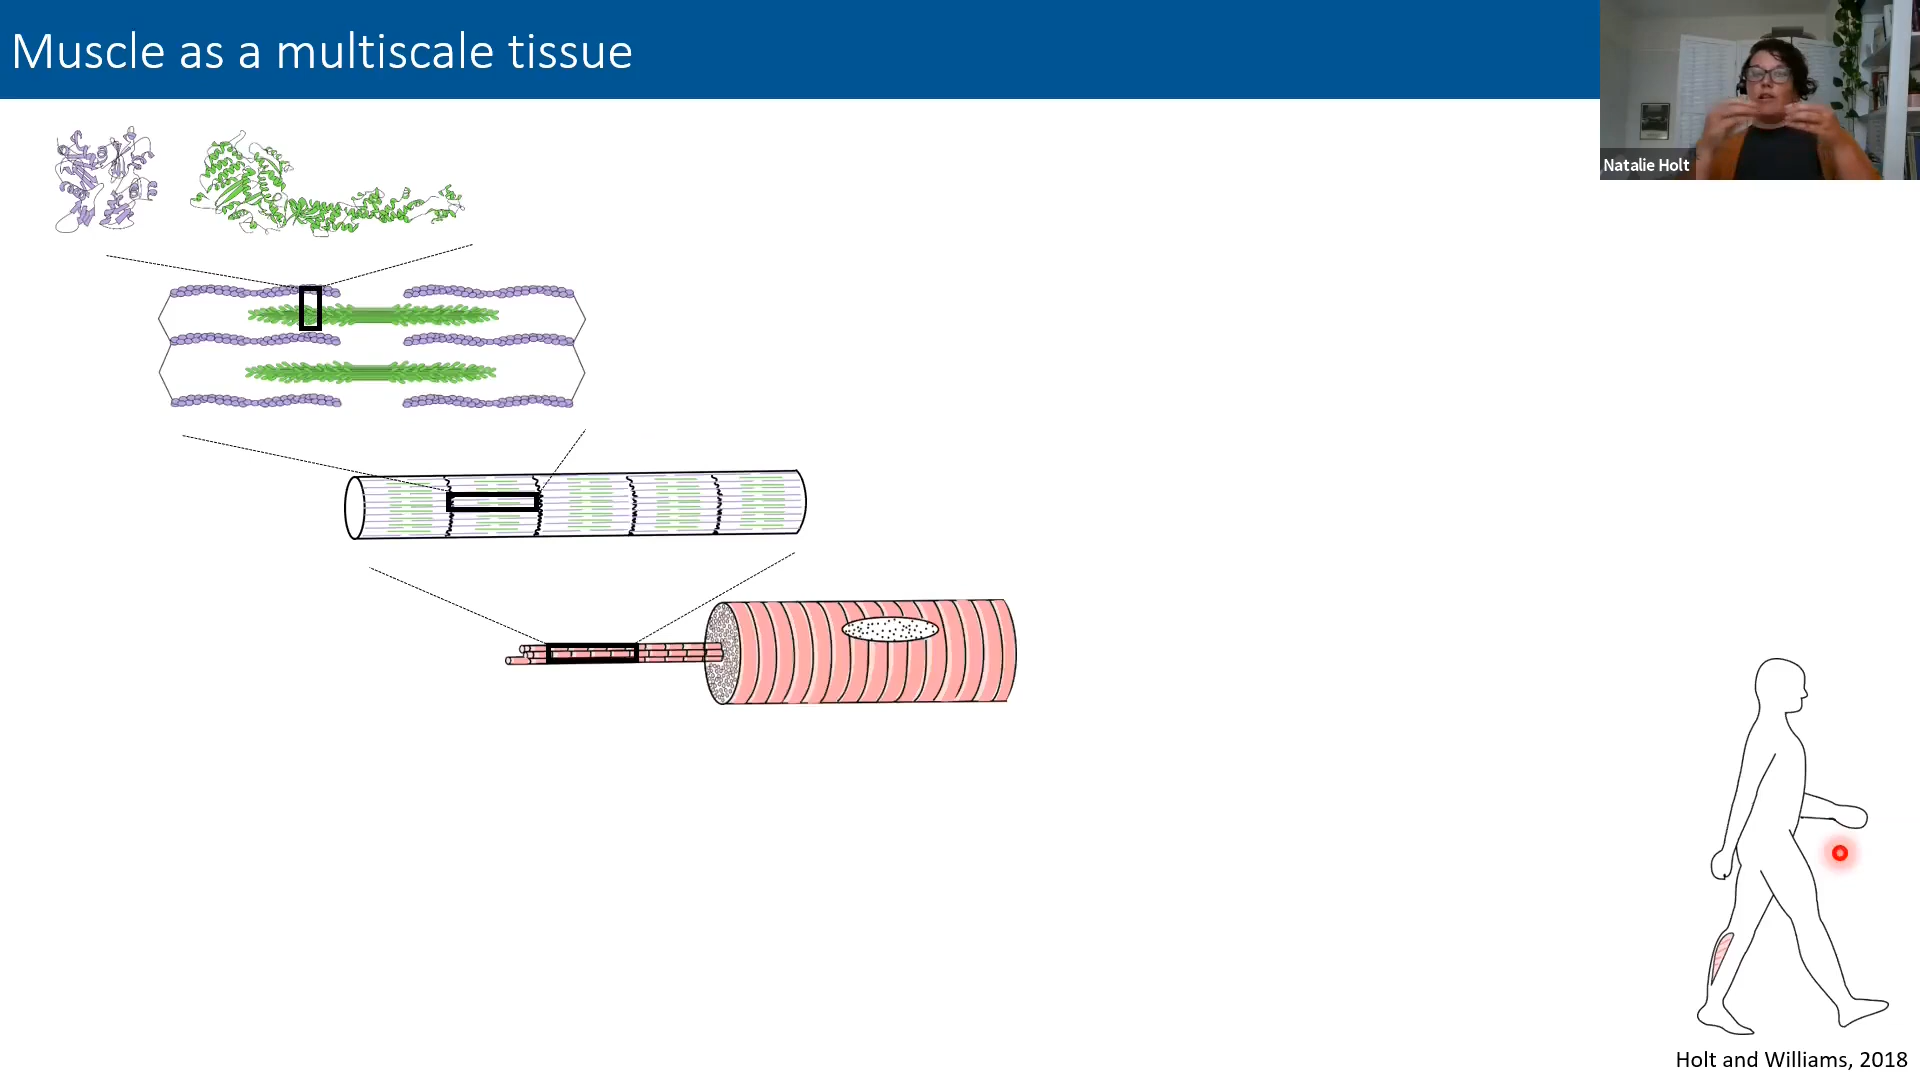 Muscle as a multiscale tissue
Natalie Holt
Holt and Williams, 2018